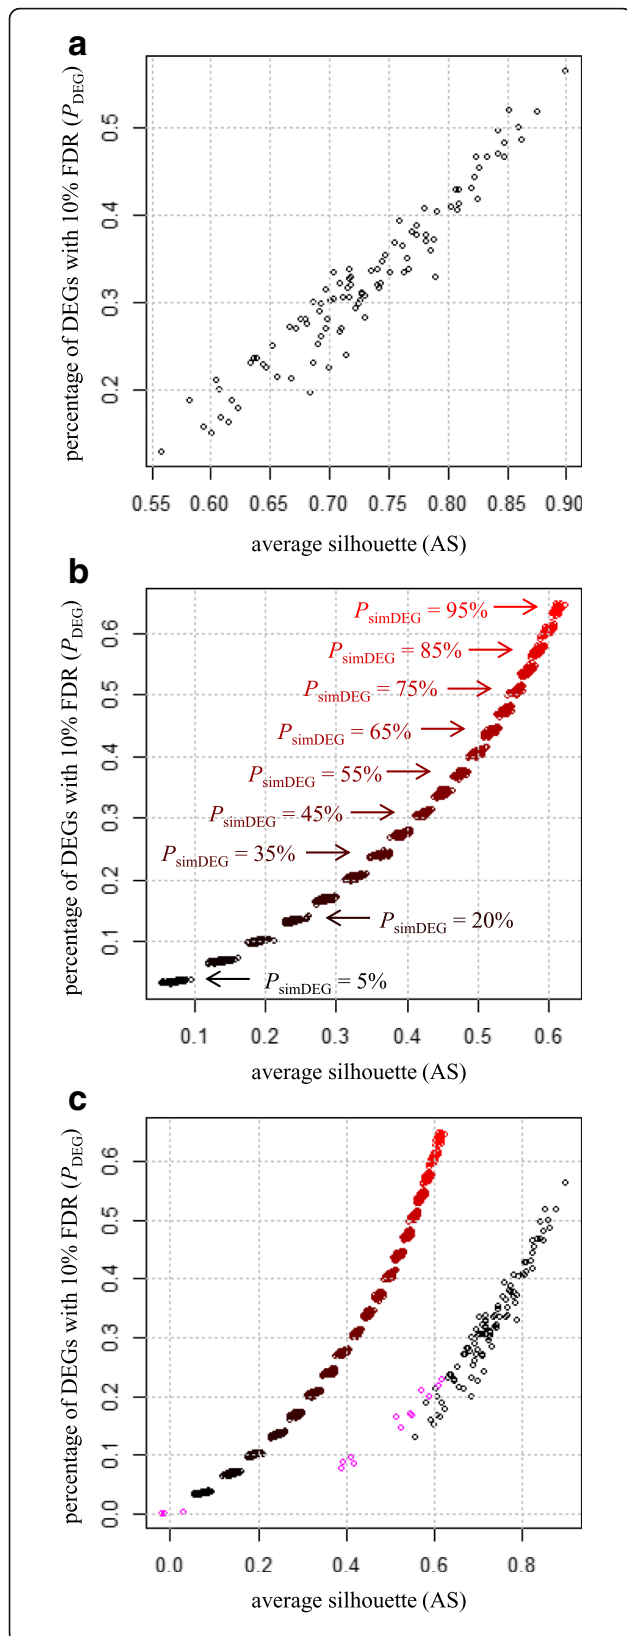 a
percentage of DEGs with 10% FDR (PDEG)
0.5
0.4
0.3
0.2
0.55 0.60 0.65 0.70 0.75 0.80 0.85 0.90
average silhouette (AS)
b
percentage of DEGs with 10% FDR (PDEG)
0.6
0.5
0.4
0.3
0.2
0.1
PsimDEG = 95%
PsimDEG = 85%
PsimDEG = 75%
PsimDEG = 65%
PsimDEG = 55%
PsimDEG = 45%
PsimDEG = 35%
PsimDEG = 20%
PsimDEG = 5%
0.1 0.2 0.3 0.4 0.5 0.6
average silhouette (AS)
c
percentage of DEGs with 10% FDR (PDEG)
0.6
0.5
0.4
0.3
0.2
0.1
0.0
0.0 0.2 0.4 0.6 0.8
average silhouette (AS)